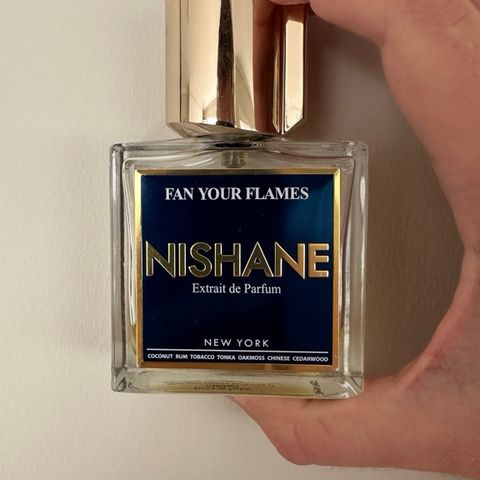 FAN YOUR FLAMES
NISHANE
Extrait de Parfum
NEW YORK
COCONUT RUM TOBACCO TONKA OAKMOSS CHINESE CEDARWOOD